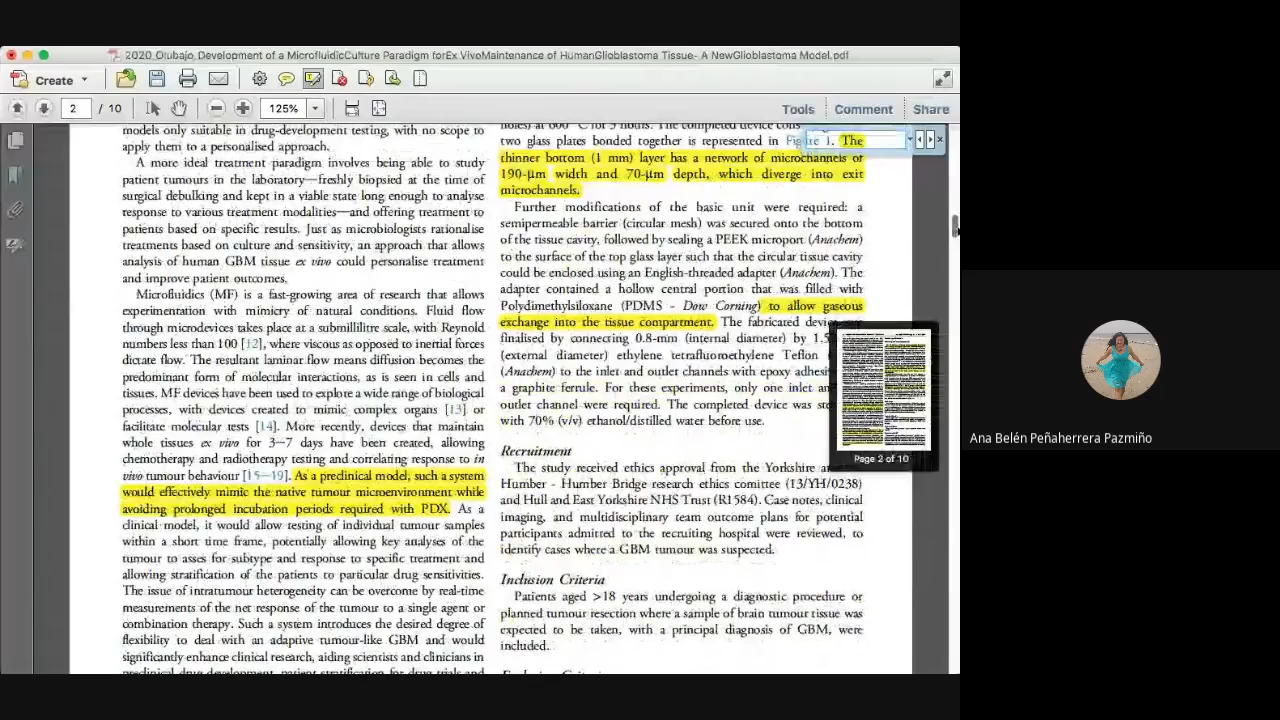 2020_Olubajo_Development of a MicrofluidicCulture Paradigm forEx VivoMaintenance of HumanGlioblastoma Tissue- A NewGlioblastoma Model.pdf
Create
2 / 10
125%
Tools Comment Share
models only suitable in drug-development testing, with no scope to
apply them to a personalised approach.
A more ideal treatment paradigm involves being able to study
patient tumours in the laboratory—freshly biopsied at the time of
surgical debulking and kept in a viable state long enough to analyse
response to various treatment modalities—and offering treatment to
patients based on specific results. Just as microbiologists rationalise
treatments based on culture and sensitivity, an approach that allows
analysis of human GBM tissue ex vivo could personalise treatment
and improve patient outcomes.
Microfluidics (MF) is a fast-growing area of research that allows
experimentation with mimicry of natural conditions. Fluid flow
through microdevices takes place at a submillilitre scale, with Reynold
numbers less than 100 [12], where viscous as opposed to inertial forces
dictate flow. The resultant laminar flow means diffusion becomes the
predominant form of molecular interactions, as is seen in cells and
tissues. MF devices have been used to explore a wide range of biological
processes, with devices created to mimic complex organs [13] or
facilitate molecular tests [14]. More recently, devices that maintain
whole tissues ex vivo for 3–7 days have been created, allowing
chemotherapy and radiotherapy testing and correlating response to in
vivo tumour behaviour [15–19]. As a preclinical model, such a system
would effectively mimic the native tumour microenvironment while
avoiding prolonged incubation periods required with PDX. As a
clinical model, it would allow testing of individual tumour samples
within a short time frame, potentially allowing key analyses of the
tumour to asses for subtype and response to specific treatment and
allowing stratification of the patients to particular drug sensitivities.
The issue of intratumour heterogeneity can be overcome by real-time
measurements of the net response of the tumour to a single agent or
combination therapy. Such a system introduces the desired degree of
flexibility to deal with an adaptive tumour-like GBM and would
significantly enhance clinical research, aiding scientists and clinicians in
preclinical drug development, patient stratification for drug trials and
holes) at 600 °C for 3 hours. The completed device cons
two glass plates bonded together is represented in Figure 1. The
thinner bottom (1 mm) layer has a network of microchannels of
190-μm width and 70-μm depth, which diverge into exit
microchannels.
Further modifications of the basic unit were required: a
semipermeable barrier (circular mesh) was secured onto the bottom
of the tissue cavity, followed by sealing a PEEK microport (Anachem)
to the surface of the top glass layer such that the circular tissue cavity
could be enclosed using an English-threaded adapter (Anachem). The
adapter contained a hollow central portion that was filled with
Polydimethylsiloxane (PDMS - Dow Corning) to allow gaseous
exchange into the tissue compartment. The fabricated device
finalised by connecting 0.8-mm (internal diameter) by 1.5
(external diameter) ethylene tetrafluoroethylene Teflon
(Anachem) to the inlet and outlet channels with epoxy adhesi
a graphite ferrule. For these experiments, only one inlet an
outlet channel were required. The completed device was sto
with 70% (v/v) ethanol/distilled water before use.
Recruitment
The study received ethics approval from the Yorkshire
Humber - Humber Bridge research ethics comittee (13/YH/0238)
and Hull and East Yorkshire NHS Trust (R1584). Case notes, clinical
imaging, and multidisciplinary team outcome plans for potential
participants admitted to the recruiting hospital were reviewed, to
identify cases where a GBM tumour was suspected.
Inclusion Criteria
Patients aged >18 years undergoing a diagnostic procedure or
planned tumour resection where a sample of brain tumour tissue was
expected to be taken, with a principal diagnosis of GBM, were
included.
Page 2 of 10
Ana Belén Peñaherrera Pazmiño